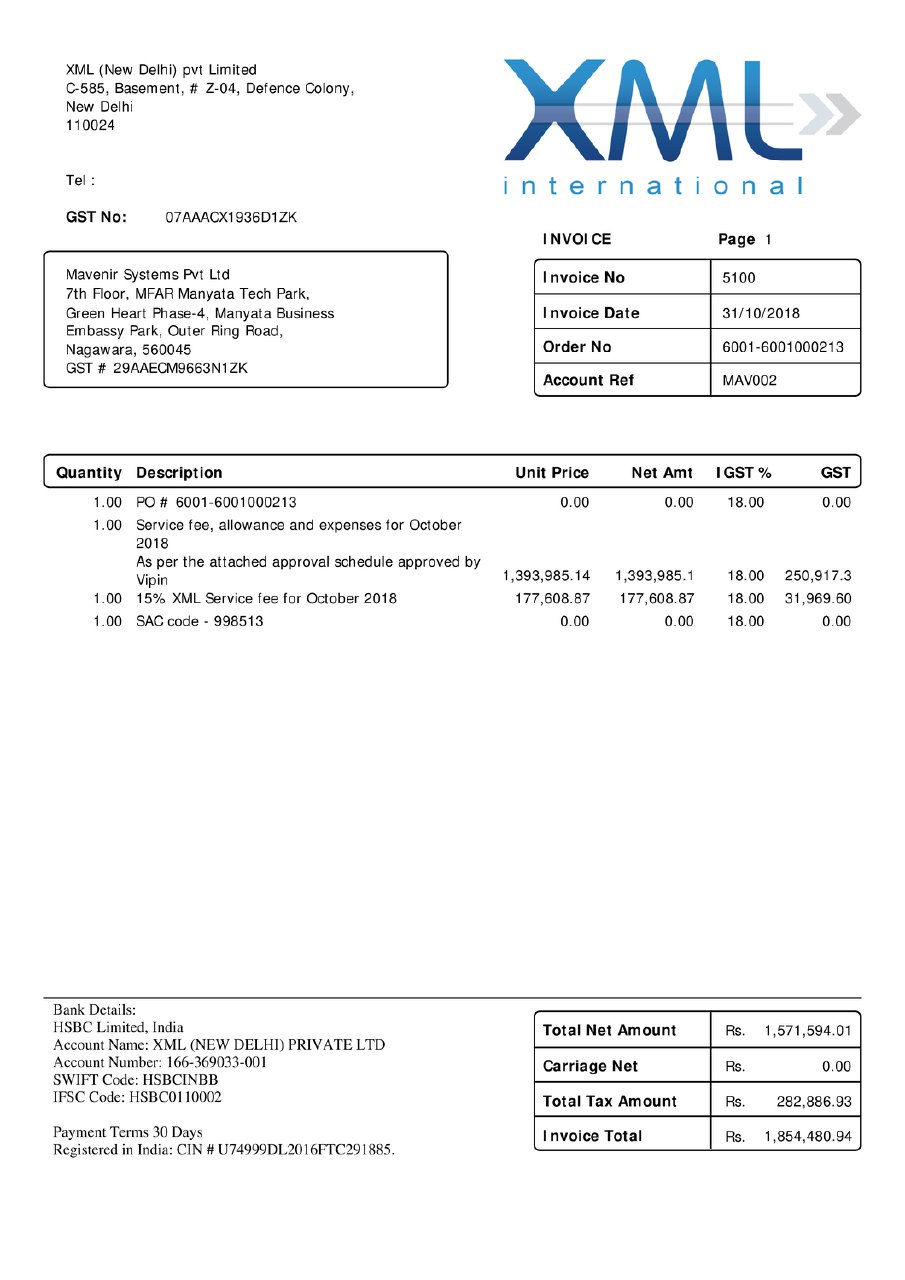 XML (New Delhi) pvt Limited
C-585, Basement, # Z-04, Defence Colony,
New Delhi
110024
Tel :
GST No: 07AAACX1936D1ZK
XML
international
INVOICE Page 1
Mavenir Systems Pvt Ltd
7th Floor, MFAR Manyata Tech Park,
Green Heart Phase-4, Manyata Business
Embassy Park, Outer Ring Road,
Nagawara, 560045
GST # 29AAECM9663N1ZK
Invoice No 5100
Invoice Date 31/10/2018
Order No 6001-6001000213
Account Ref MAV002
Quantity Description Unit Price Net Amt IGST % GST
1.00 PO # 6001-6001000213 0.00 0.00 18.00 0.00
1.00 Service fee, allowance and expenses for October
2018
As per the attached approval schedule approved by
Vipin 1,393,985.14 1,393,985.1 18.00 250,917.3
1.00 15% XML Service fee for October 2018 177,608.87 177,608.87 18.00 31,969.60
1.00 SAC code - 998513 0.00 0.00 18.00 0.00
Bank Details:
HSBC Limited, India
Account Name: XML (NEW DELHI) PRIVATE LTD
Account Number: 166-369033-001
SWIFT Code: HSBCINBB
IFSC Code: HSBC0110002
Payment Terms 30 Days
Registered in India: CIN # U74999DL2016FTC291885.
Total Net Amount Rs. 1,571,594.01
Carriage Net Rs. 0.00
Total Tax Amount Rs. 282,886.93
Invoice Total Rs. 1,854,480.94